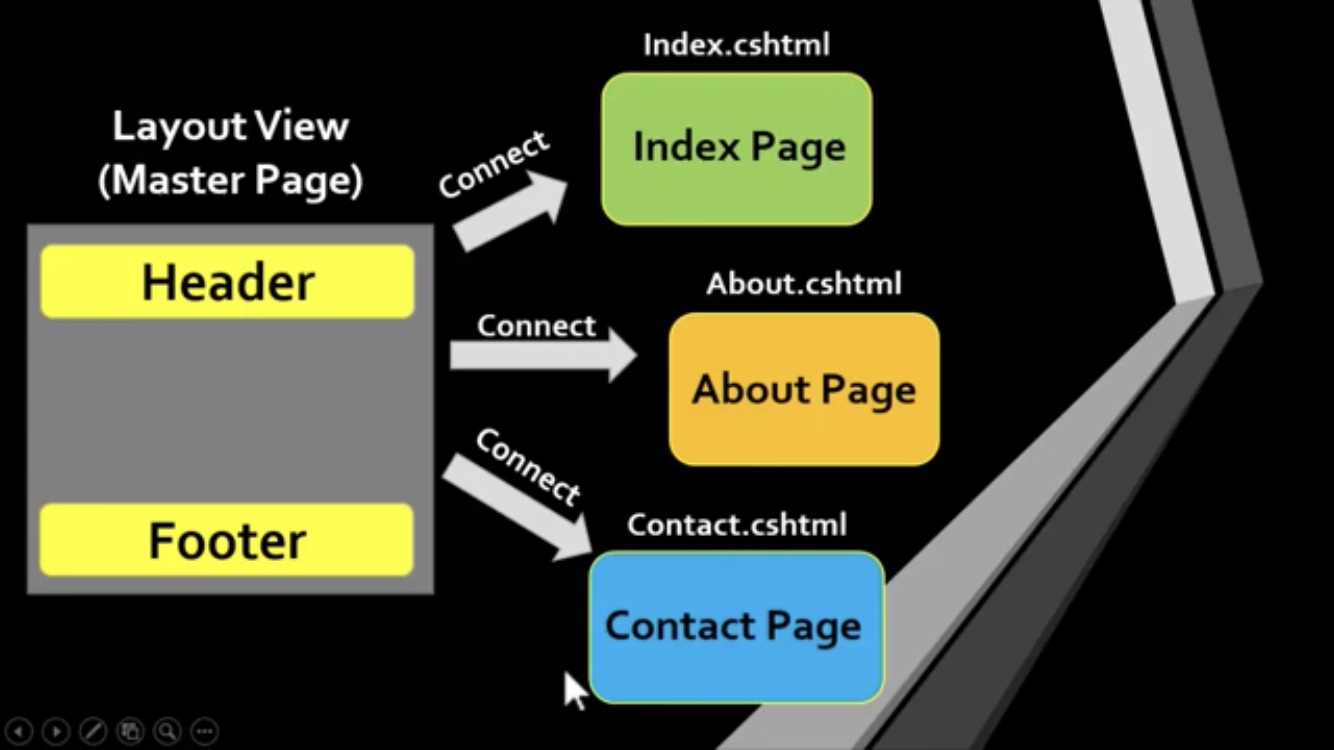 Layout View
(Master Page)
Header
Footer
Connect
Index.cshtml
Index Page
Connect
About.cshtml
About Page
Connect
Contact.cshtml
Contact Page